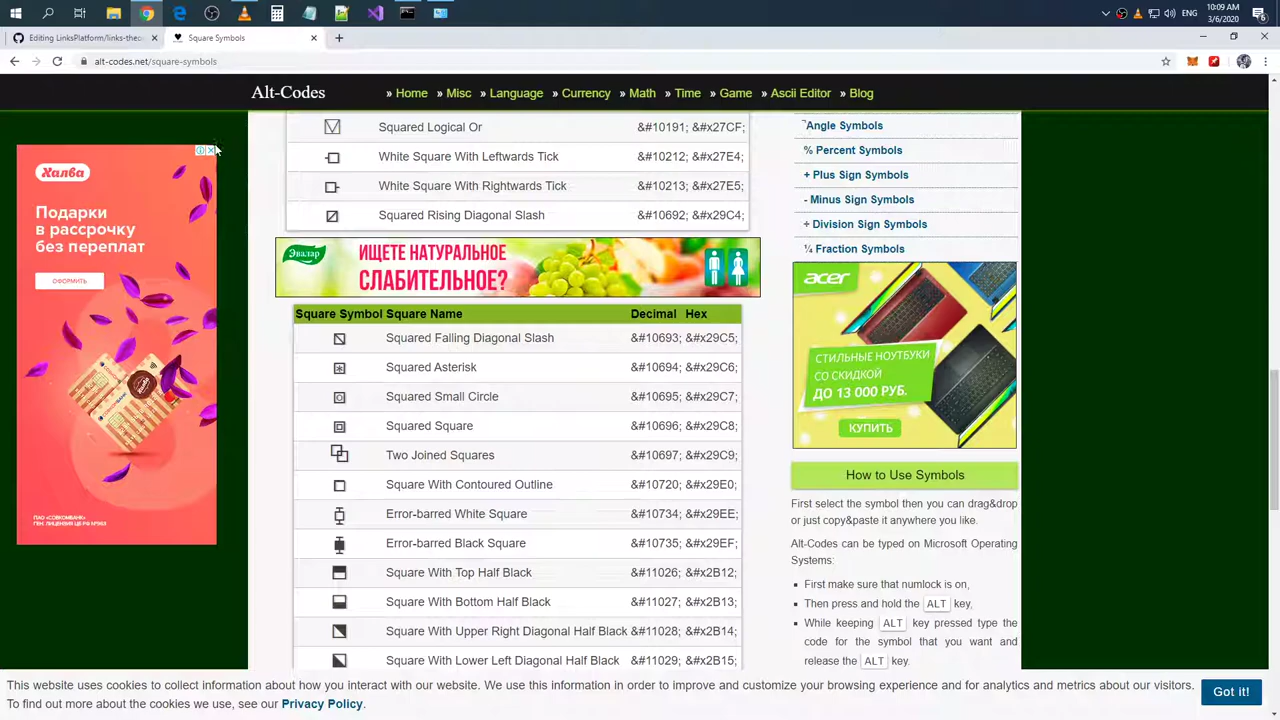 ENG
10:09 AM
3/6/2020
Editing LinksPlatform/links-theo
Square Symbols
alt-codes.net/square-symbols
Alt-Codes
» Home » Misc » Language » Currency » Math » Time » Game » Ascii Editor » Blog
Squared Logical Or &#10191; &#x27CF;
White Square With Leftwards Tick &#10212; &#x27E4;
White Square With Rightwards Tick &#10213; &#x27E5;
Squared Rising Diagonal Slash &#10692; &#x29C4;
Халва
Подарки
в рассрочку
без переплат
ОФОРМИТЬ
Эвалар
ИЩЕТЕ НАТУРАЛЬНОЕ
СЛАБИТЕЛЬНОЕ?
Square Symbol Square Name Decimal Hex
Squared Falling Diagonal Slash &#10693; &#x29C5;
Squared Asterisk &#10694; &#x29C6;
Squared Small Circle &#10695; &#x29C7;
Squared Square &#10696; &#x29C8;
Two Joined Squares &#10697; &#x29C9;
Square With Contoured Outline &#10720; &#x29E0;
Error-barred White Square &#10734; &#x29EE;
Error-barred Black Square &#10735; &#x29EF;
Square With Top Half Black &#11026; &#x2B12;
Square With Bottom Half Black &#11027; &#x2B13;
Square With Upper Right Diagonal Half Black &#11028; &#x2B14;
Square With Lower Left Diagonal Half Black &#11029; &#x2B15;
Angle Symbols
% Percent Symbols
+ Plus Sign Symbols
- Minus Sign Symbols
÷ Division Sign Symbols
¼ Fraction Symbols
acer
СТИЛЬНЫЕ НОУТБУКИ
СО СКИДКОЙ
ДО 13 000 РУБ.
КУПИТЬ
How to Use Symbols
First select the symbol then you can drag&drop
or just copy&paste it anywhere you like.
Alt-Codes can be typed on Microsoft Operating
Systems:
First make sure that numlock is on,
Then press and hold the ALT key,
While keeping ALT key pressed type the
code for the symbol that you want and
release the ALT key.
This website uses cookies to collect information about how you interact with our website. We use this information in order to improve and customize your browsing experience and for analytics and metrics about our visitors.
To find out more about the cookies we use, see our Privacy Policy.
Got it!